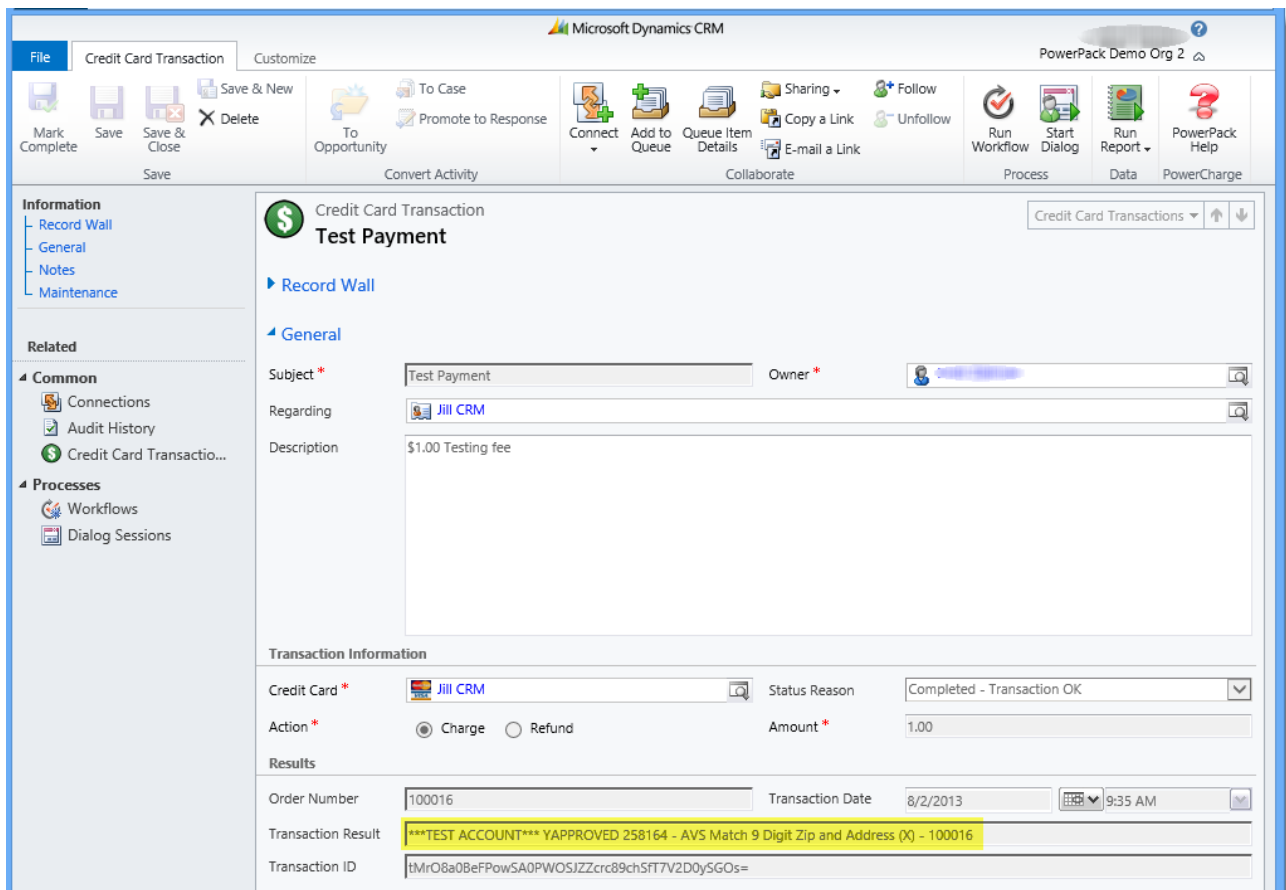 Microsoft Dynamics CRM
PowerPack Demo Org 2
File Credit Card Transaction Customize
Mark Complete
Save
Save & Close
Save & New
Delete
Save
To Opportunity
To Case
Promote to Response
Convert Activity
Connect
Add to Queue
Queue Item Details
Sharing
Copy a Link
E-mail a Link
Follow
Unfollow
Collaborate
Run Workflow
Start Dialog
Process
Run Report
Data
PowerPack Help
PowerCharge
Information
Record Wall
General
Notes
Maintenance
Related
Common
Connections
Audit History
Credit Card Transactio...
Processes
Workflows
Dialog Sessions
Credit Card Transaction
Test Payment
Credit Card Transactions
Record Wall
General
Subject * Test Payment Owner *
Regarding Jill CRM
Description $1.00 Testing fee
Transaction Information
Credit Card * Jill CRM Status Reason Completed - Transaction OK
Action * Charge Refund Amount * 1.00
Results
Order Number 100016 Transaction Date 8/2/2013 9:35 AM
Transaction Result ***TEST ACCOUNT*** YAPPROVED 258164 - AVS Match 9 Digit Zip and Address (X) - 100016
Transaction ID tMrO8a0BeFPowSA0PWOSJZZcrc89chSfT7V2D0ySGOs=